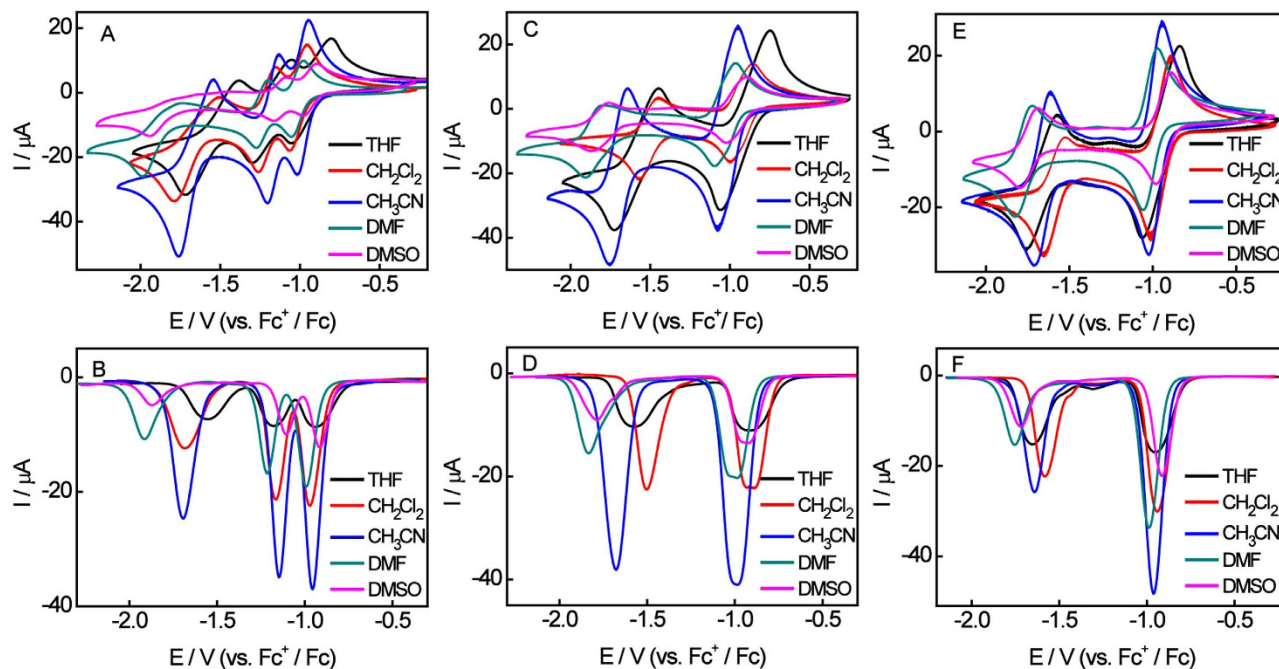 A
20
0
-20
-40
I / µA
THF
CH2Cl2
CH3CN
DMF
DMSO
-2.0 -1.5 -1.0 -0.5
E / V (vs. Fc+ / Fc)
C
20
0
-20
-40
-60
I / µA
THF
CH2Cl2
CH3CN
DMF
DMSO
-2.0 -1.5 -1.0 -0.5
E / V (vs. Fc+/ Fc)
E
20
0
-20
I / µA
THF
CH2Cl2
CH3CN
DMF
DMSO
-2.0 -1.5 -1.0 -0.5
E / V (vs. Fc+ / Fc)
B
0
-20
-40
I / µA
THF
CH2Cl2
CH3CN
DMF
DMSO
-2.0 -1.5 -1.0 -0.5
E / V (vs. Fc+ / Fc)
D
0
-20
-40
I / µA
THF
CH2Cl2
CH3CN
DMF
DMSO
-2.0 -1.5 -1.0 -0.5
E / V (vs. Fc+ / Fc)
F
0
-20
-40
I / µA
THF
CH2Cl2
CH3CN
DMF
DMSO
-2.0 -1.5 -1.0 -0.5
E / V (vs. Fc+ / Fc)